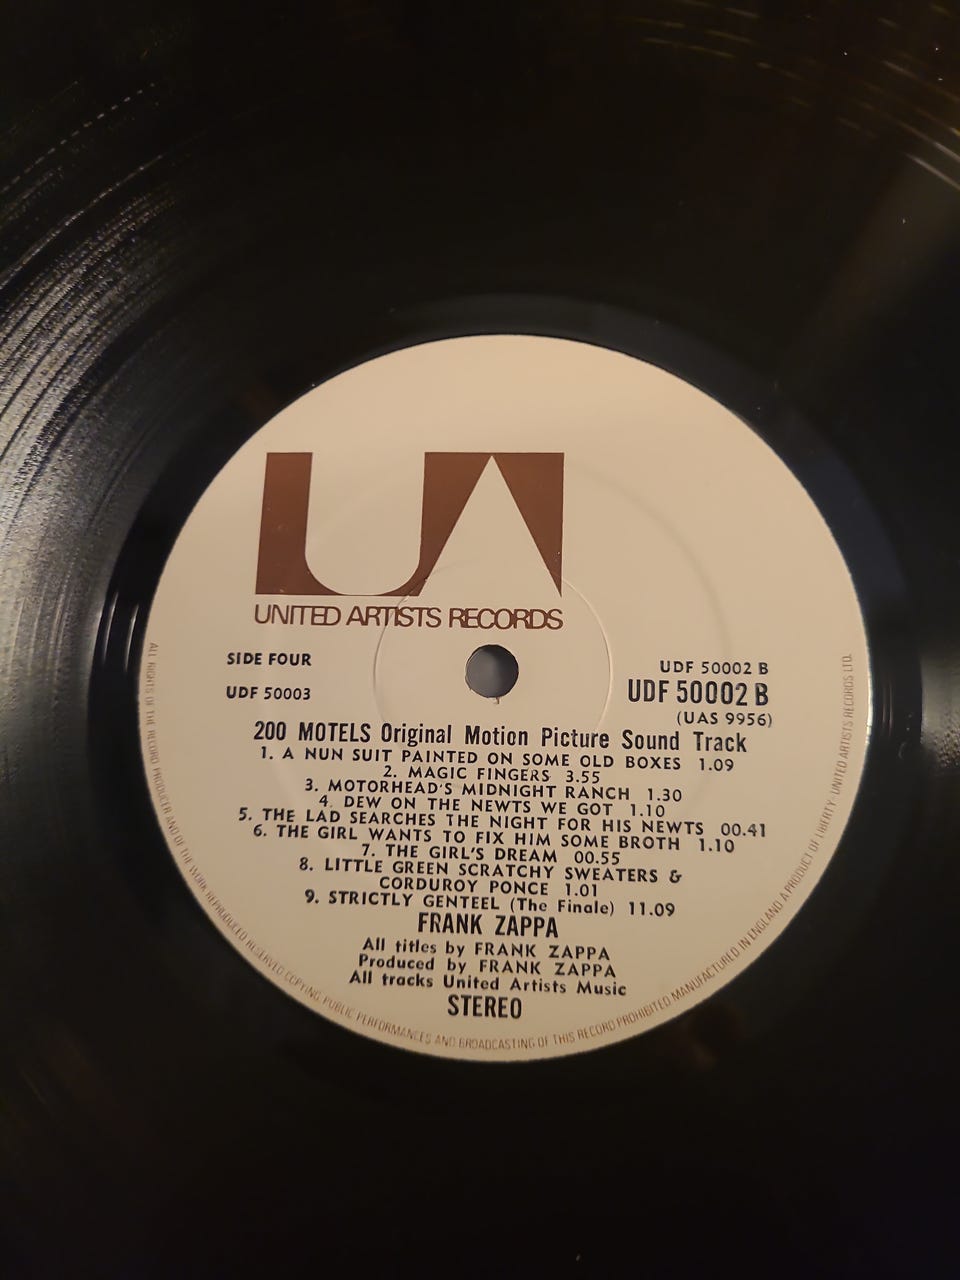 UA
UNITED ARTISTS RECORDS
SIDE FOUR
UDF 50003
UDF 50002 B
UDF 50002 B
(UAS 9956)
200 MOTELS Original Motion Picture Sound Track
1. A NUN SUIT PAINTED ON SOME OLD BOXES 1.09
2. MAGIC FINGERS 3.55
3. MOTORHEAD'S MIDNIGHT RANCH 1.30
4. DEW ON THE NEWTS WE GOT 1.10
5. THE LAD SEARCHES THE NIGHT FOR HIS NEWTS 00.41
6. THE GIRL WANTS TO FIX HIM SOME BROTH 1.10
7. THE GIRL'S DREAM 00.55
8. LITTLE GREEN SCRATCHY SWEATERS &
CORDUROY PONCE 1.01
9. STRICTLY GENTEEL (The Finale) 11.09
FRANK ZAPPA
All titles by FRANK ZAPPA
Produced by FRANK ZAPPA
All tracks United Artists Music
STEREO
ALL RIGHTS OF THE RECORD PRODUCER AND OF THE WORK REPRODUCED RESERVED COPYING, PUBLIC PERFORMANCES AND BROADCASTING OF THIS RECORD PROHIBITED MANUFACTURED IN ENGLAND A PRODUCT OF LIBERTY-UNITED ARTISTS RECORDS LTD.